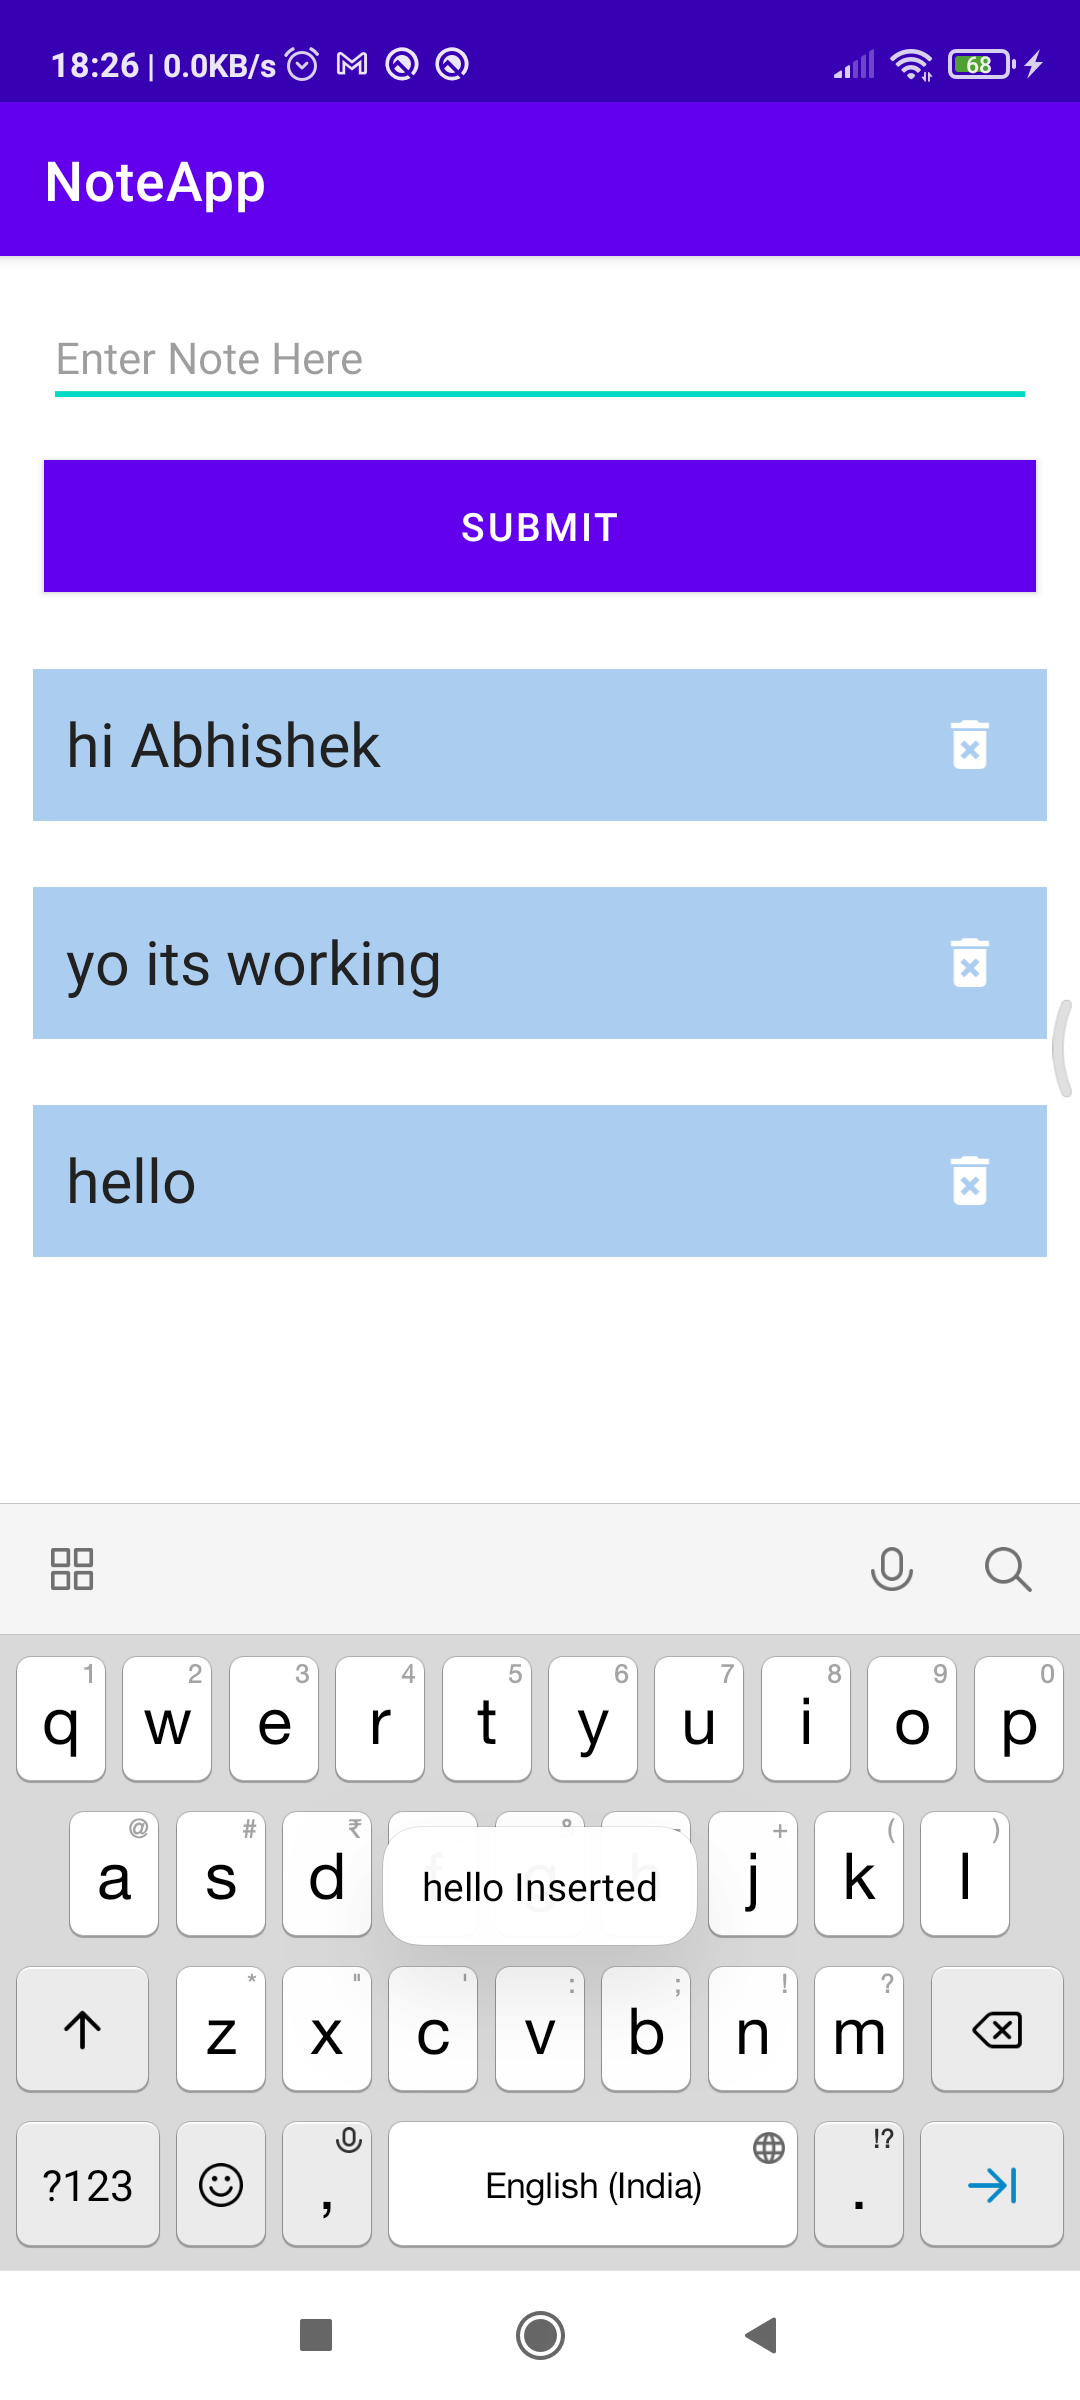 18:26 | 0.0KB/s 68
NoteApp
Enter Note Here
SUBMIT
hi Abhishek
yo its working
hello
1 2 3 4 5 6 7 8 9 0
q w e r t y u i o p
@ # ₹ & - + ( )
a s d f g h j k l
hello Inserted
* " ' : ; ! ?
z x c v b n m
!?
?123 , English (India) .